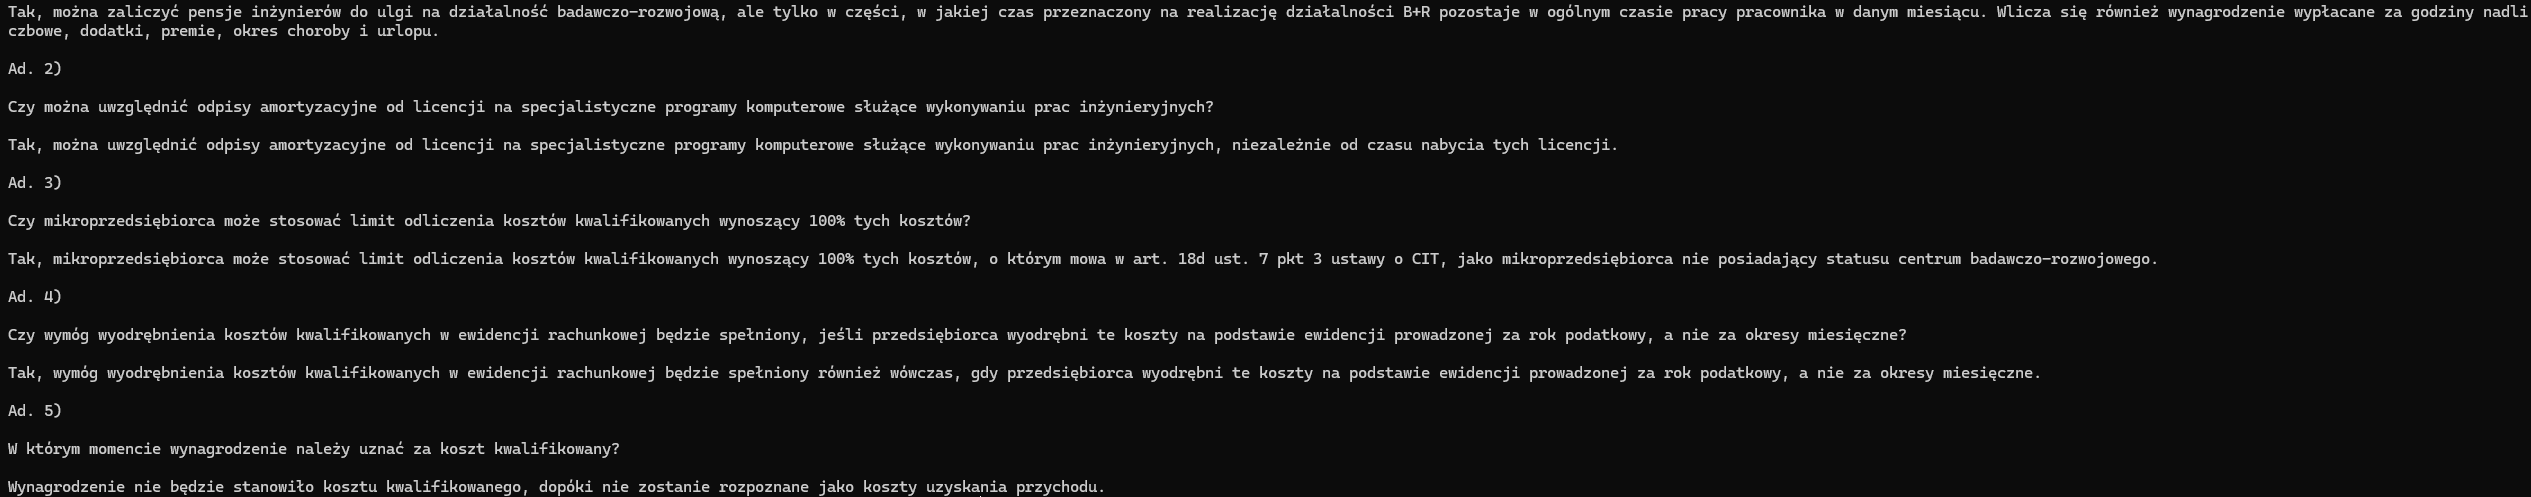 Tak, można zaliczyć pensje inżynierów do ulgi na działalność badawczo-rozwojową, ale tylko w części, w jakiej czas przeznaczony na realizację działalności B+R pozostaje w ogólnym czasie pracy pracownika w danym miesiącu. Wlicza się również wynagrodzenie wypłacane za godziny nadli
czbowe, dodatki, premie, okres choroby i urlopu.
Ad. 2)
Czy można uwzględnić odpisy amortyzacyjne od licencji na specjalistyczne programy komputerowe służące wykonywaniu prac inżynieryjnych?
Tak, można uwzględnić odpisy amortyzacyjne od licencji na specjalistyczne programy komputerowe służące wykonywaniu prac inżynieryjnych, niezależnie od czasu nabycia tych licencji.
Ad. 3)
Czy mikroprzedsiębiorca może stosować limit odliczenia kosztów kwalifikowanych wynoszący 100% tych kosztów?
Tak, mikroprzedsiębiorca może stosować limit odliczenia kosztów kwalifikowanych wynoszący 100% tych kosztów, o którym mowa w art. 18d ust. 7 pkt 3 ustawy o CIT, jako mikroprzedsiębiorca nie posiadający statusu centrum badawczo-rozwojowego.
Ad. 4)
Czy wymóg wyodrębnienia kosztów kwalifikowanych w ewidencji rachunkowej będzie spełniony, jeśli przedsiębiorca wyodrębni te koszty na podstawie ewidencji prowadzonej za rok podatkowy, a nie za okresy miesięczne?
Tak, wymóg wyodrębnienia kosztów kwalifikowanych w ewidencji rachunkowej będzie spełniony również wówczas, gdy przedsiębiorca wyodrębni te koszty na podstawie ewidencji prowadzonej za rok podatkowy, a nie za okresy miesięczne.
Ad. 5)
W którym momencie wynagrodzenie należy uznać za koszt kwalifikowany?
Wynagrodzenie nie będzie stanowiło kosztu kwalifikowanego, dopóki nie zostanie rozpoznane jako koszty uzyskania przychodu.